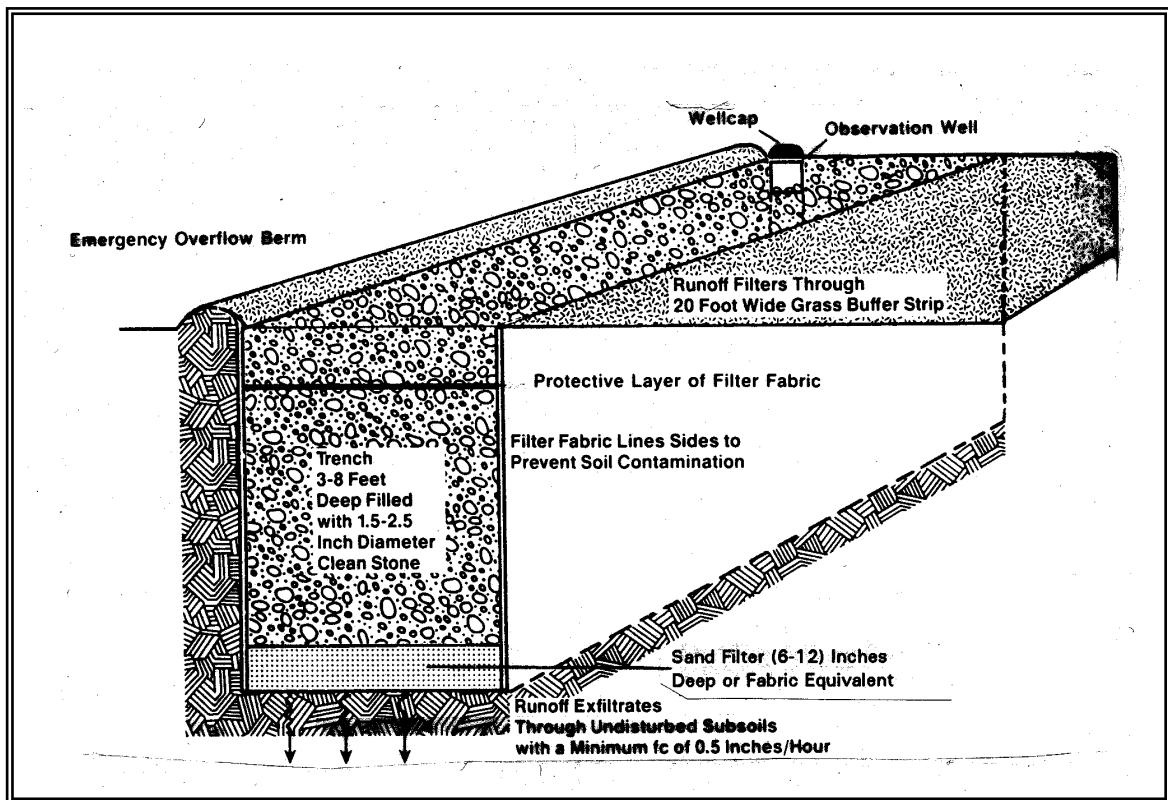 Wellcap
Observation Well
Emergency Overflow Berm
Runoff Filters Through
20 Foot Wide Grass Buffer Strip
Protective Layer of Filter Fabric
Filter Fabric Lines Sides to
Prevent Soil Contamination
Trench
3-8 Feet
Deep Filled
with 1.5-2.5
Inch Diameter
Clean Stone
Sand Filter (6-12) Inches
Deep or Fabric Equivalent
Runoff Exfiltrates
Through Undisturbed Subsoils
with a Minimum fc of 0.5 Inches/Hour